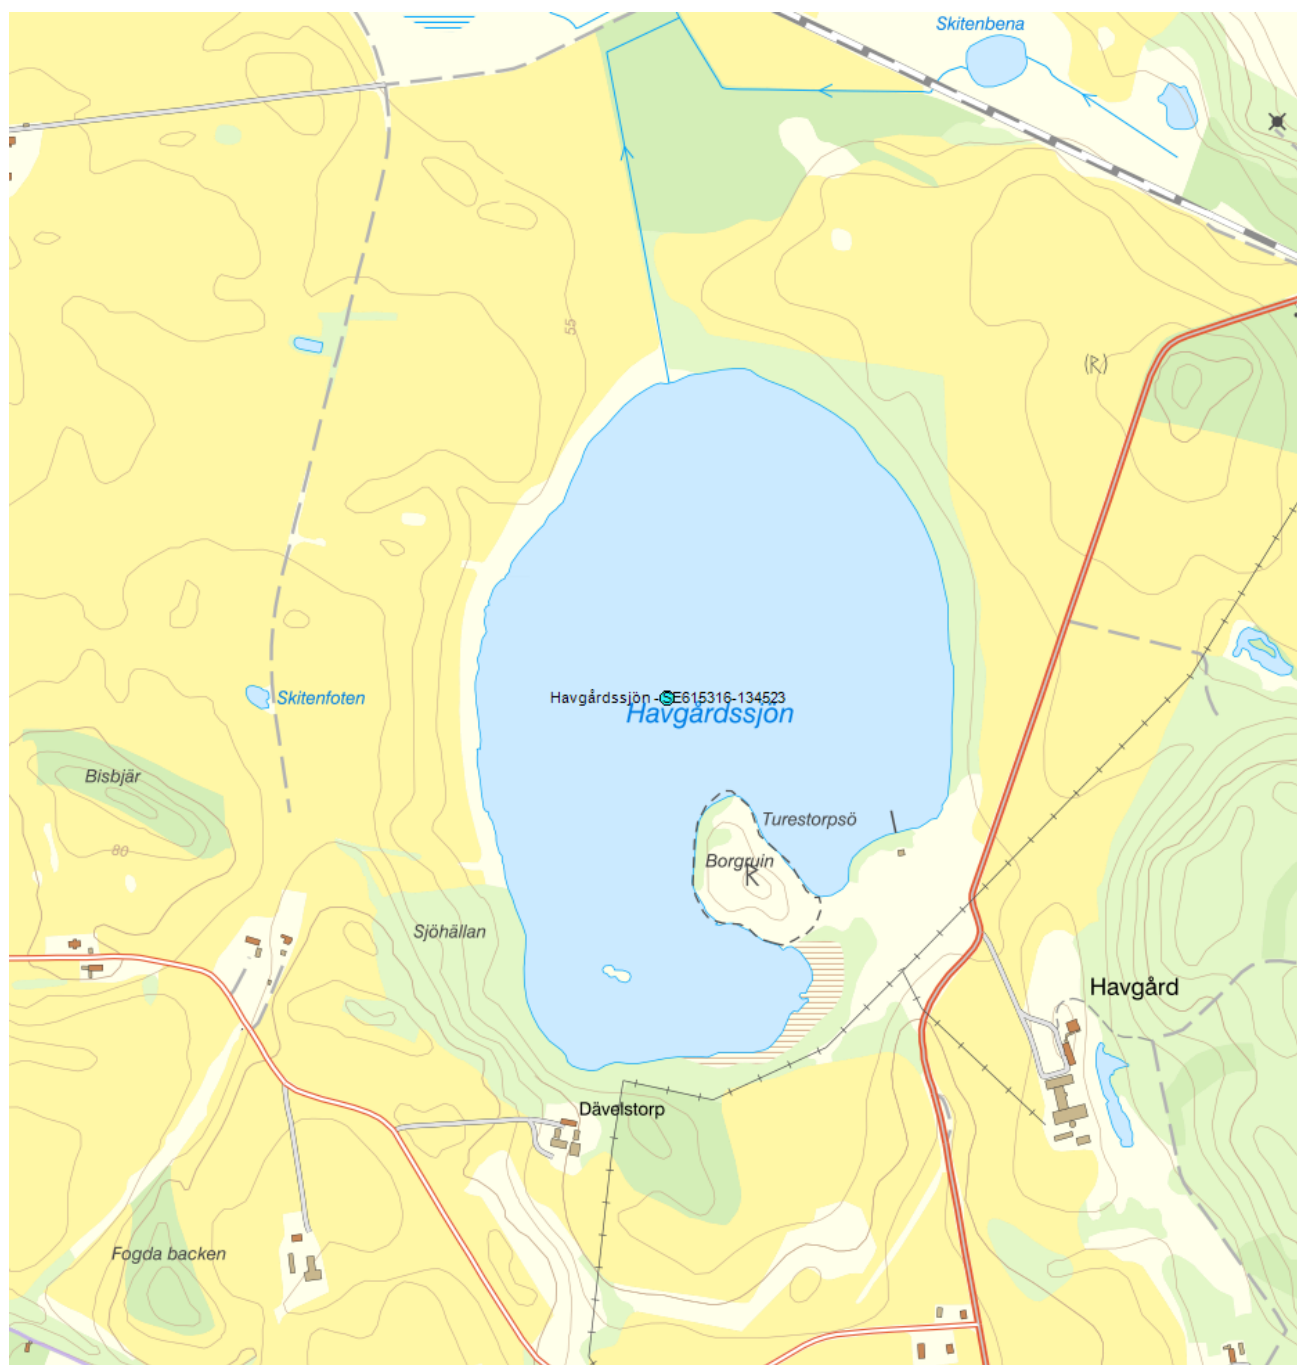 Skitenbena
55
(R)
Havgårdssjön - SE615316-134523
Havgårdssjön
Skitenfoten
Bisbjär
80
Turestorpsö
Borgruin
R
Sjöhällan
Havgård
Dävelstorp
Fogda backen